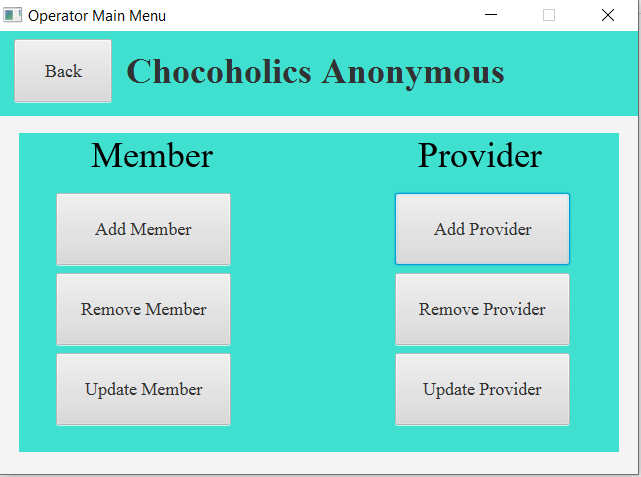 Operator Main Menu
Back
Chocoholics Anonymous
Member
Provider
Add Member
Add Provider
Remove Member
Remove Provider
Update Member
Update Provider